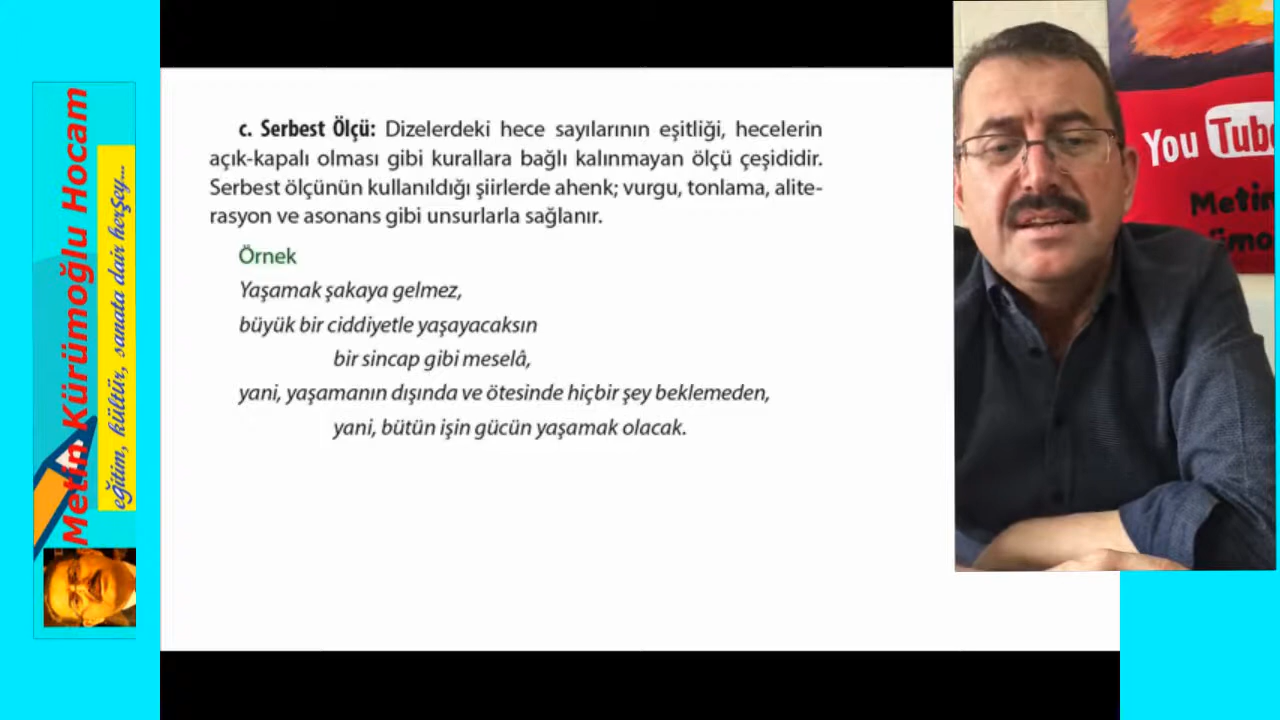 c. Serbest Ölçü: Dizelerdeki hece sayılarının eşitliği, hecelerin
açık-kapalı olması gibi kurallara bağlı kalınmayan ölçü çeşididir.
Serbest ölçünün kullanıldığı şiirlerde ahenk; vurgu, tonlama, alite-
rasyon ve asonans gibi unsurlarla sağlanır.
Örnek
Yaşamak şakaya gelmez,
büyük bir ciddiyetle yaşayacaksın
bir sincap gibi meselâ,
yani, yaşamanın dışında ve ötesinde hiçbir şey beklemeden,
yani, bütün işin gücün yaşamak olacak.
Metin Kürümoğlu Hocam
eğitim, kültür, sanata dair herşey...
You Tube
Metin